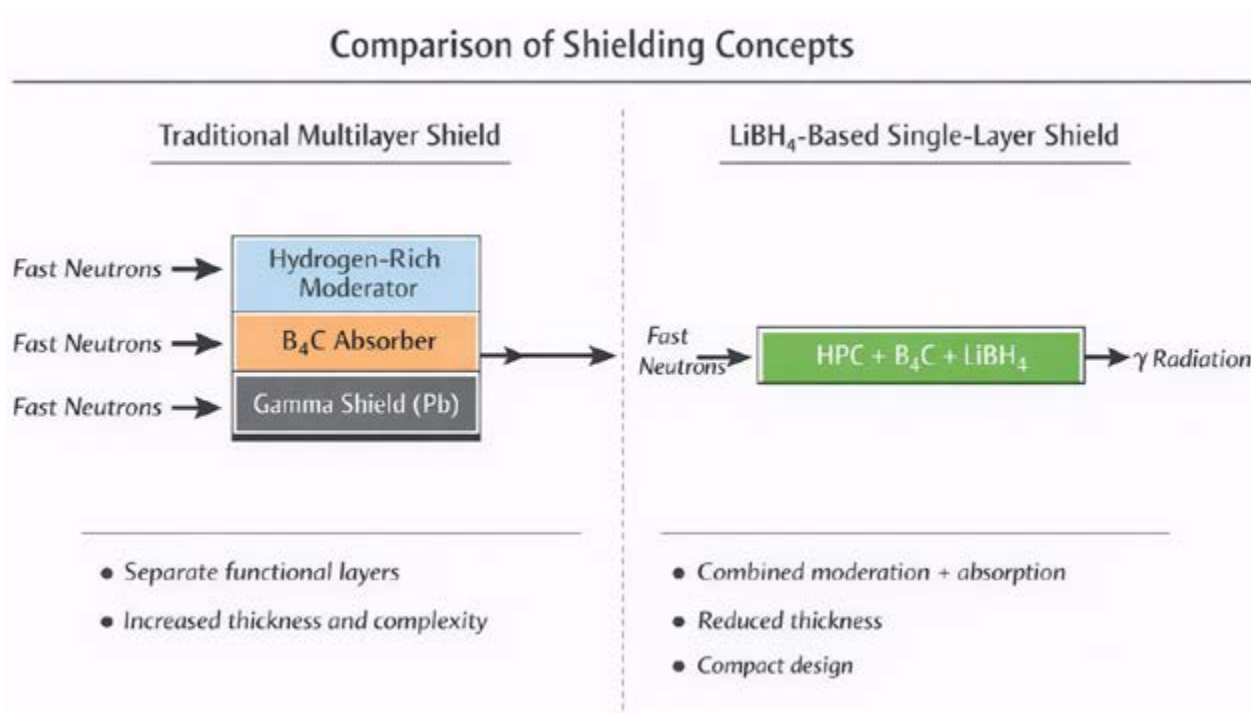 Comparison of Shielding Concepts
Traditional Multilayer Shield
Fast Neutrons
Hydrogen-Rich
Moderator
Fast Neutrons
B₄C Absorber
Fast Neutrons
Gamma Shield (Pb)
• Separate functional layers
• Increased thickness and complexity
LiBH₄-Based Single-Layer Shield
Fast
Neutrons
HPC + B₄C + LiBH₄
γ Radiation
• Combined moderation + absorption
• Reduced thickness
• Compact design